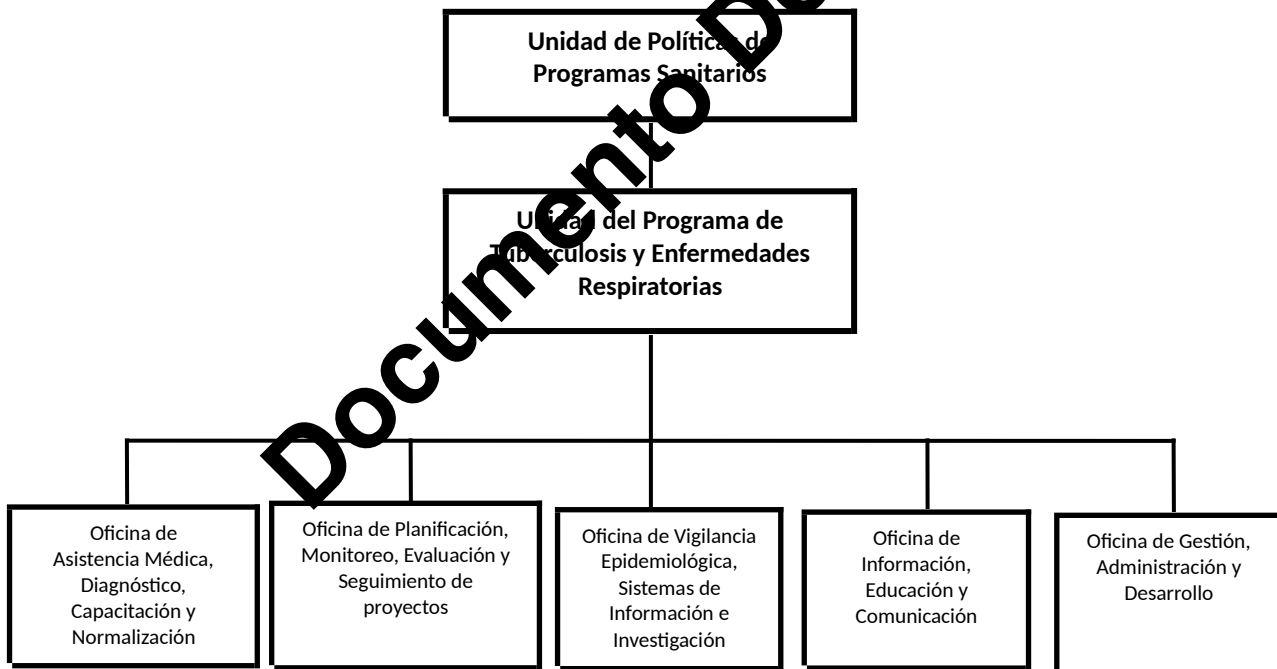 Unidad de Políticas de
Programas Sanitarios
Unidad del Programa de
Tuberculosis y Enfermedades
Respiratorias
Documento
Oficina de
Asistencia Médica,
Diagnóstico,
Capacitación y
Normalización
Oficina de Planificación,
Monitoreo, Evaluación y
Seguimiento de
proyectos
Oficina de Vigilancia
Epidemiológica,
Sistemas de
Información e
Investigación
Oficina de
Información,
Educación y
Comunicación
Oficina de Gestión,
Administración y
Desarrollo